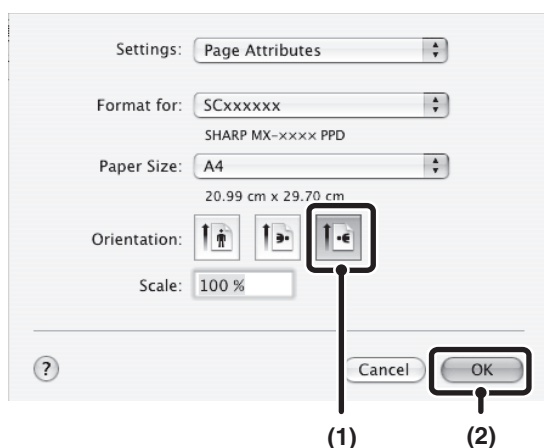 Settings: Page Attributes
Format for: SCxxxxxx
SHARP MX-×××× PPD
Paper Size: A4
20.99 cm x 29.70 cm
Orientation:
Scale: 100 %
? Cancel OK
(1) (2)